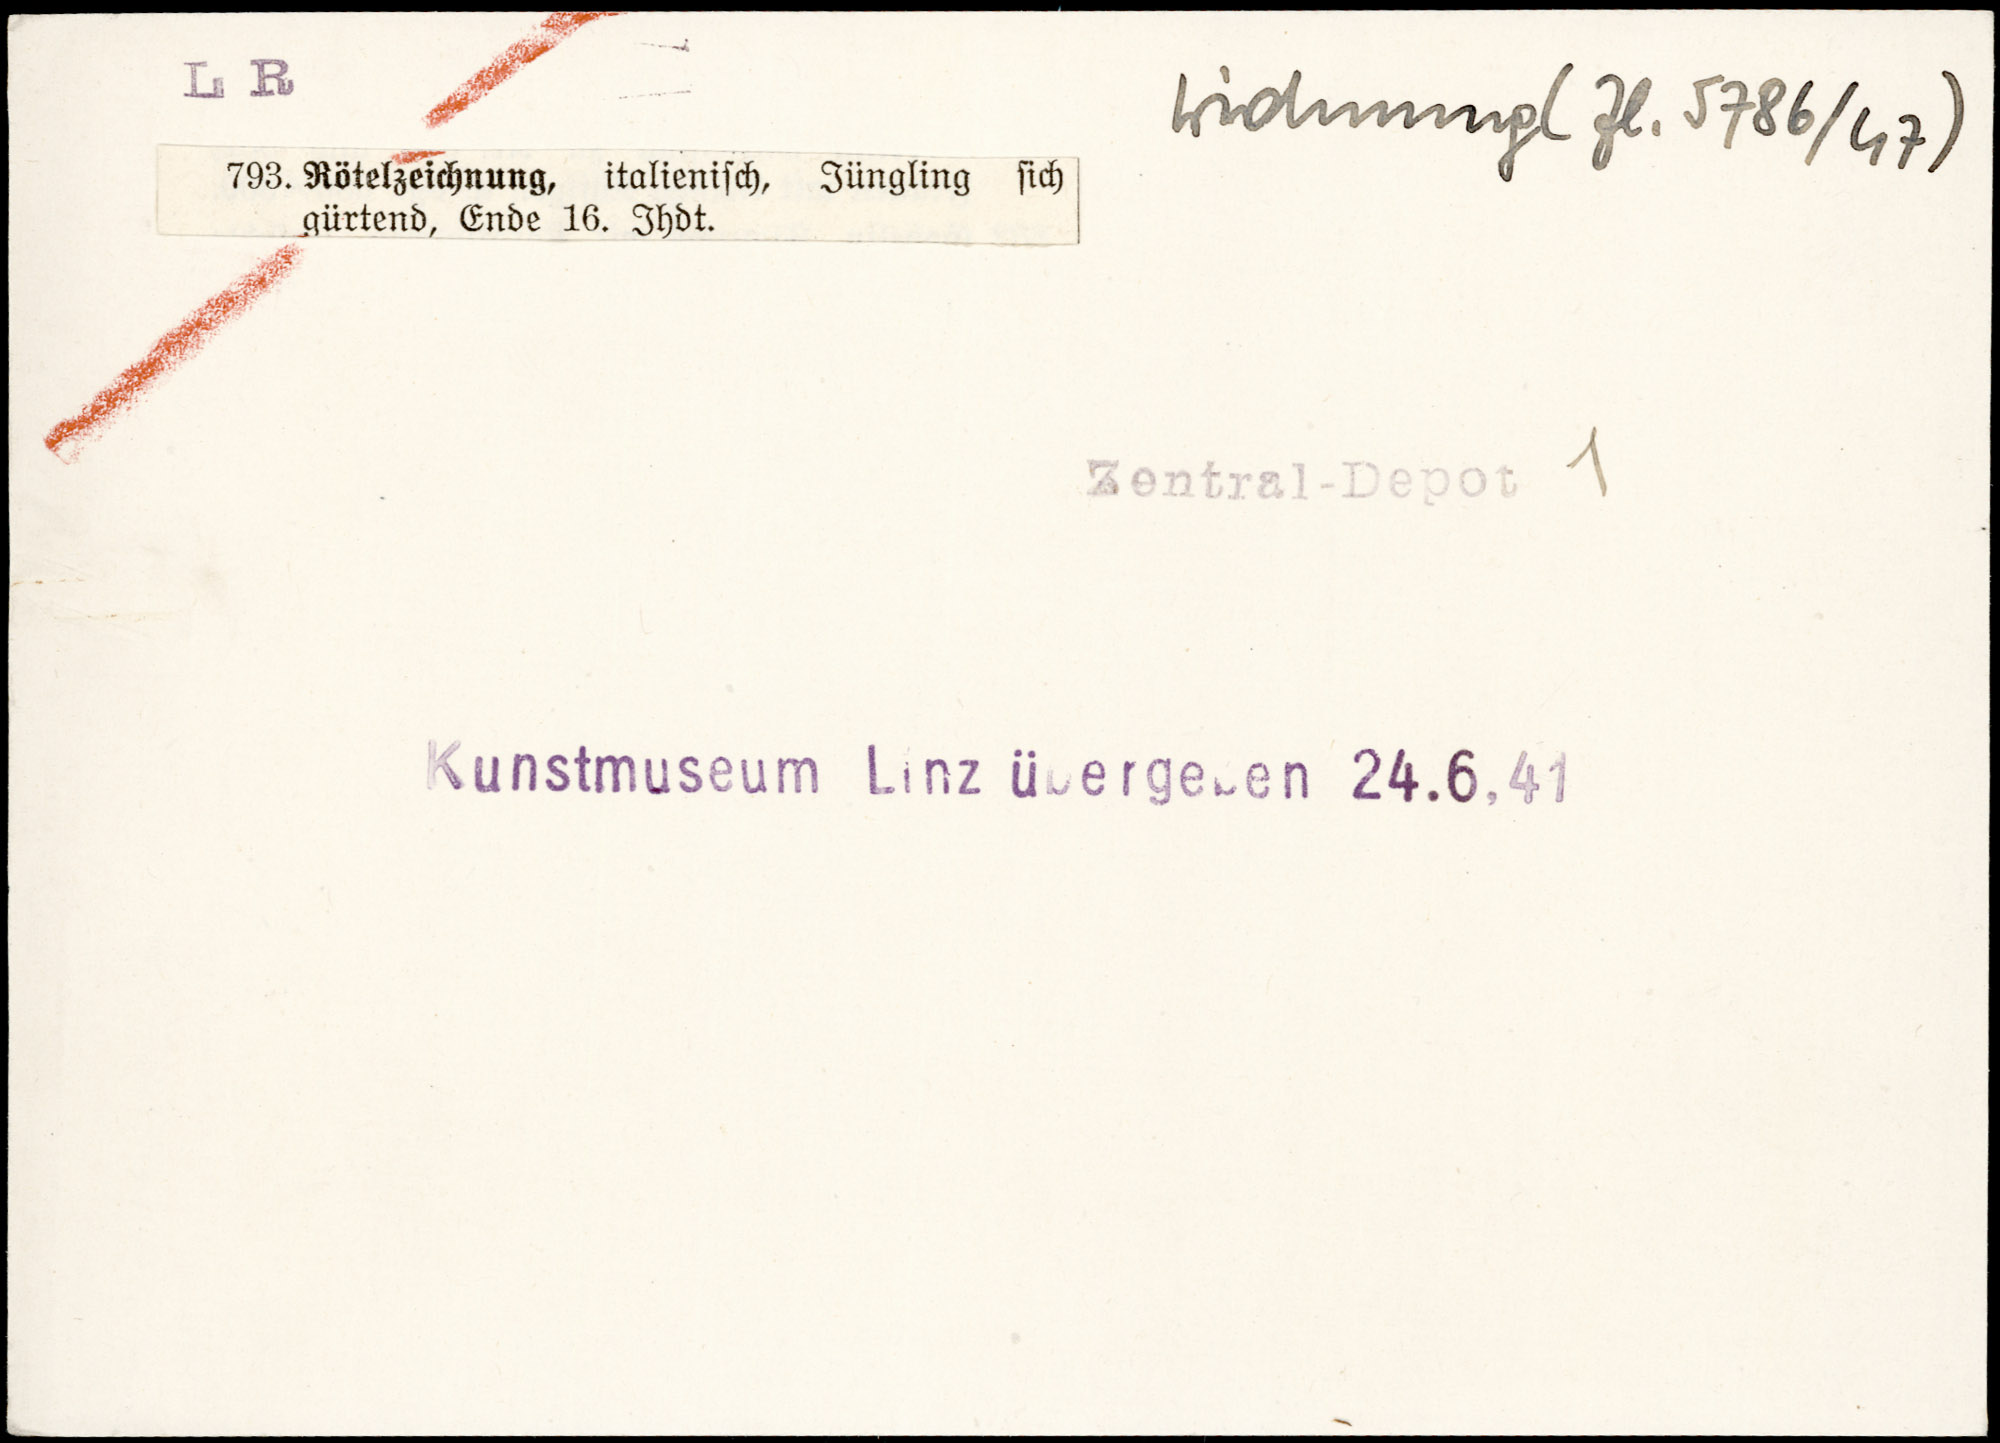 L R
Widmung (Zl. 5786/47)
793. Rötelzeichnung, italienisch, Jüngling sich
gürtend, Ende 16. Jhdt.
Zentral-Depot 1
Kunstmuseum Linz übergeben 24.6.41